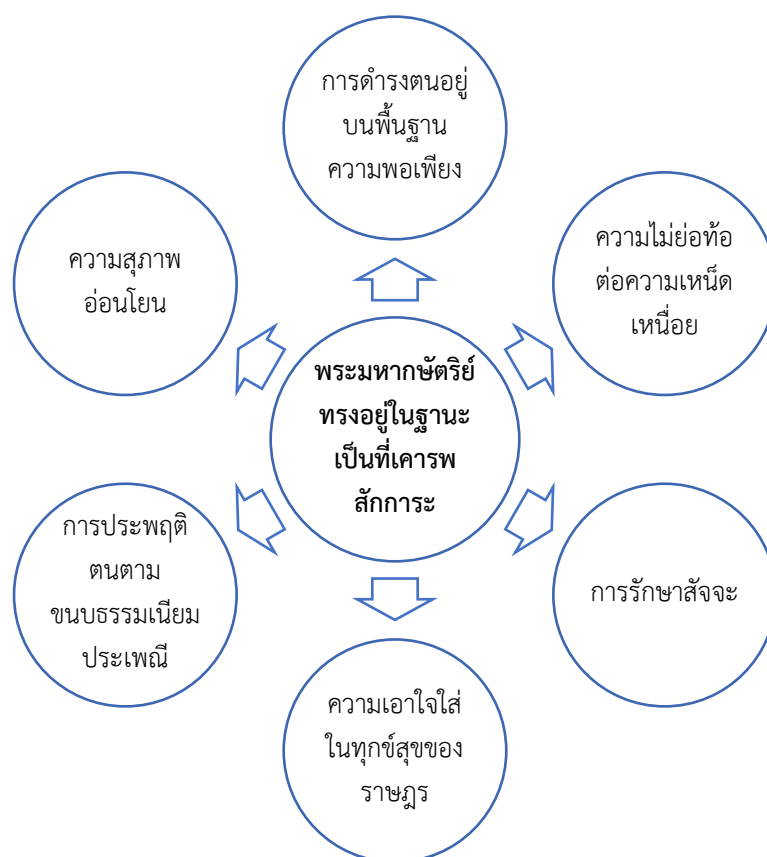 การดำรงตนอยู่
บนพื้นฐาน
ความพอเพียง
ความไม่ย่อท้อ
ต่อความเหน็ด
เหนื่อย
ความสุภาพ
อ่อนโยน
พระมหากษัตริย์
ทรงอยู่ในฐานะ
เป็นที่เคารพ
สักการะ
การประพฤติ
ตนตาม
ขนบธรรมเนียม
ประเพณี
การรักษาสัจจะ
ความเอาใจใส่
ในทุกข์สุขของ
ราษฎร